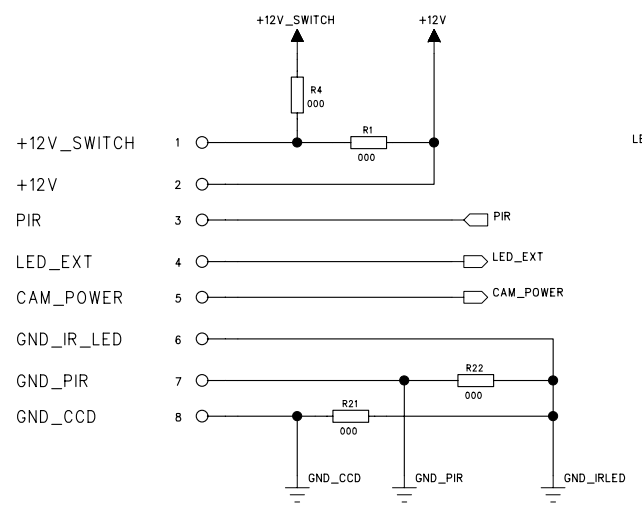 +12V_SWITCH +12V
R4
000
R1
000
+12V_SWITCH 1
LE
+12V 2
PIR 3 PIR
LED_EXT 4 LED_EXT
CAM_POWER 5 CAM_POWER
GND_IR_LED 6
R22
000
GND_PIR 7
R21
000
GND_CCD 8
GND_CCD GND_PIR GND_IRLED